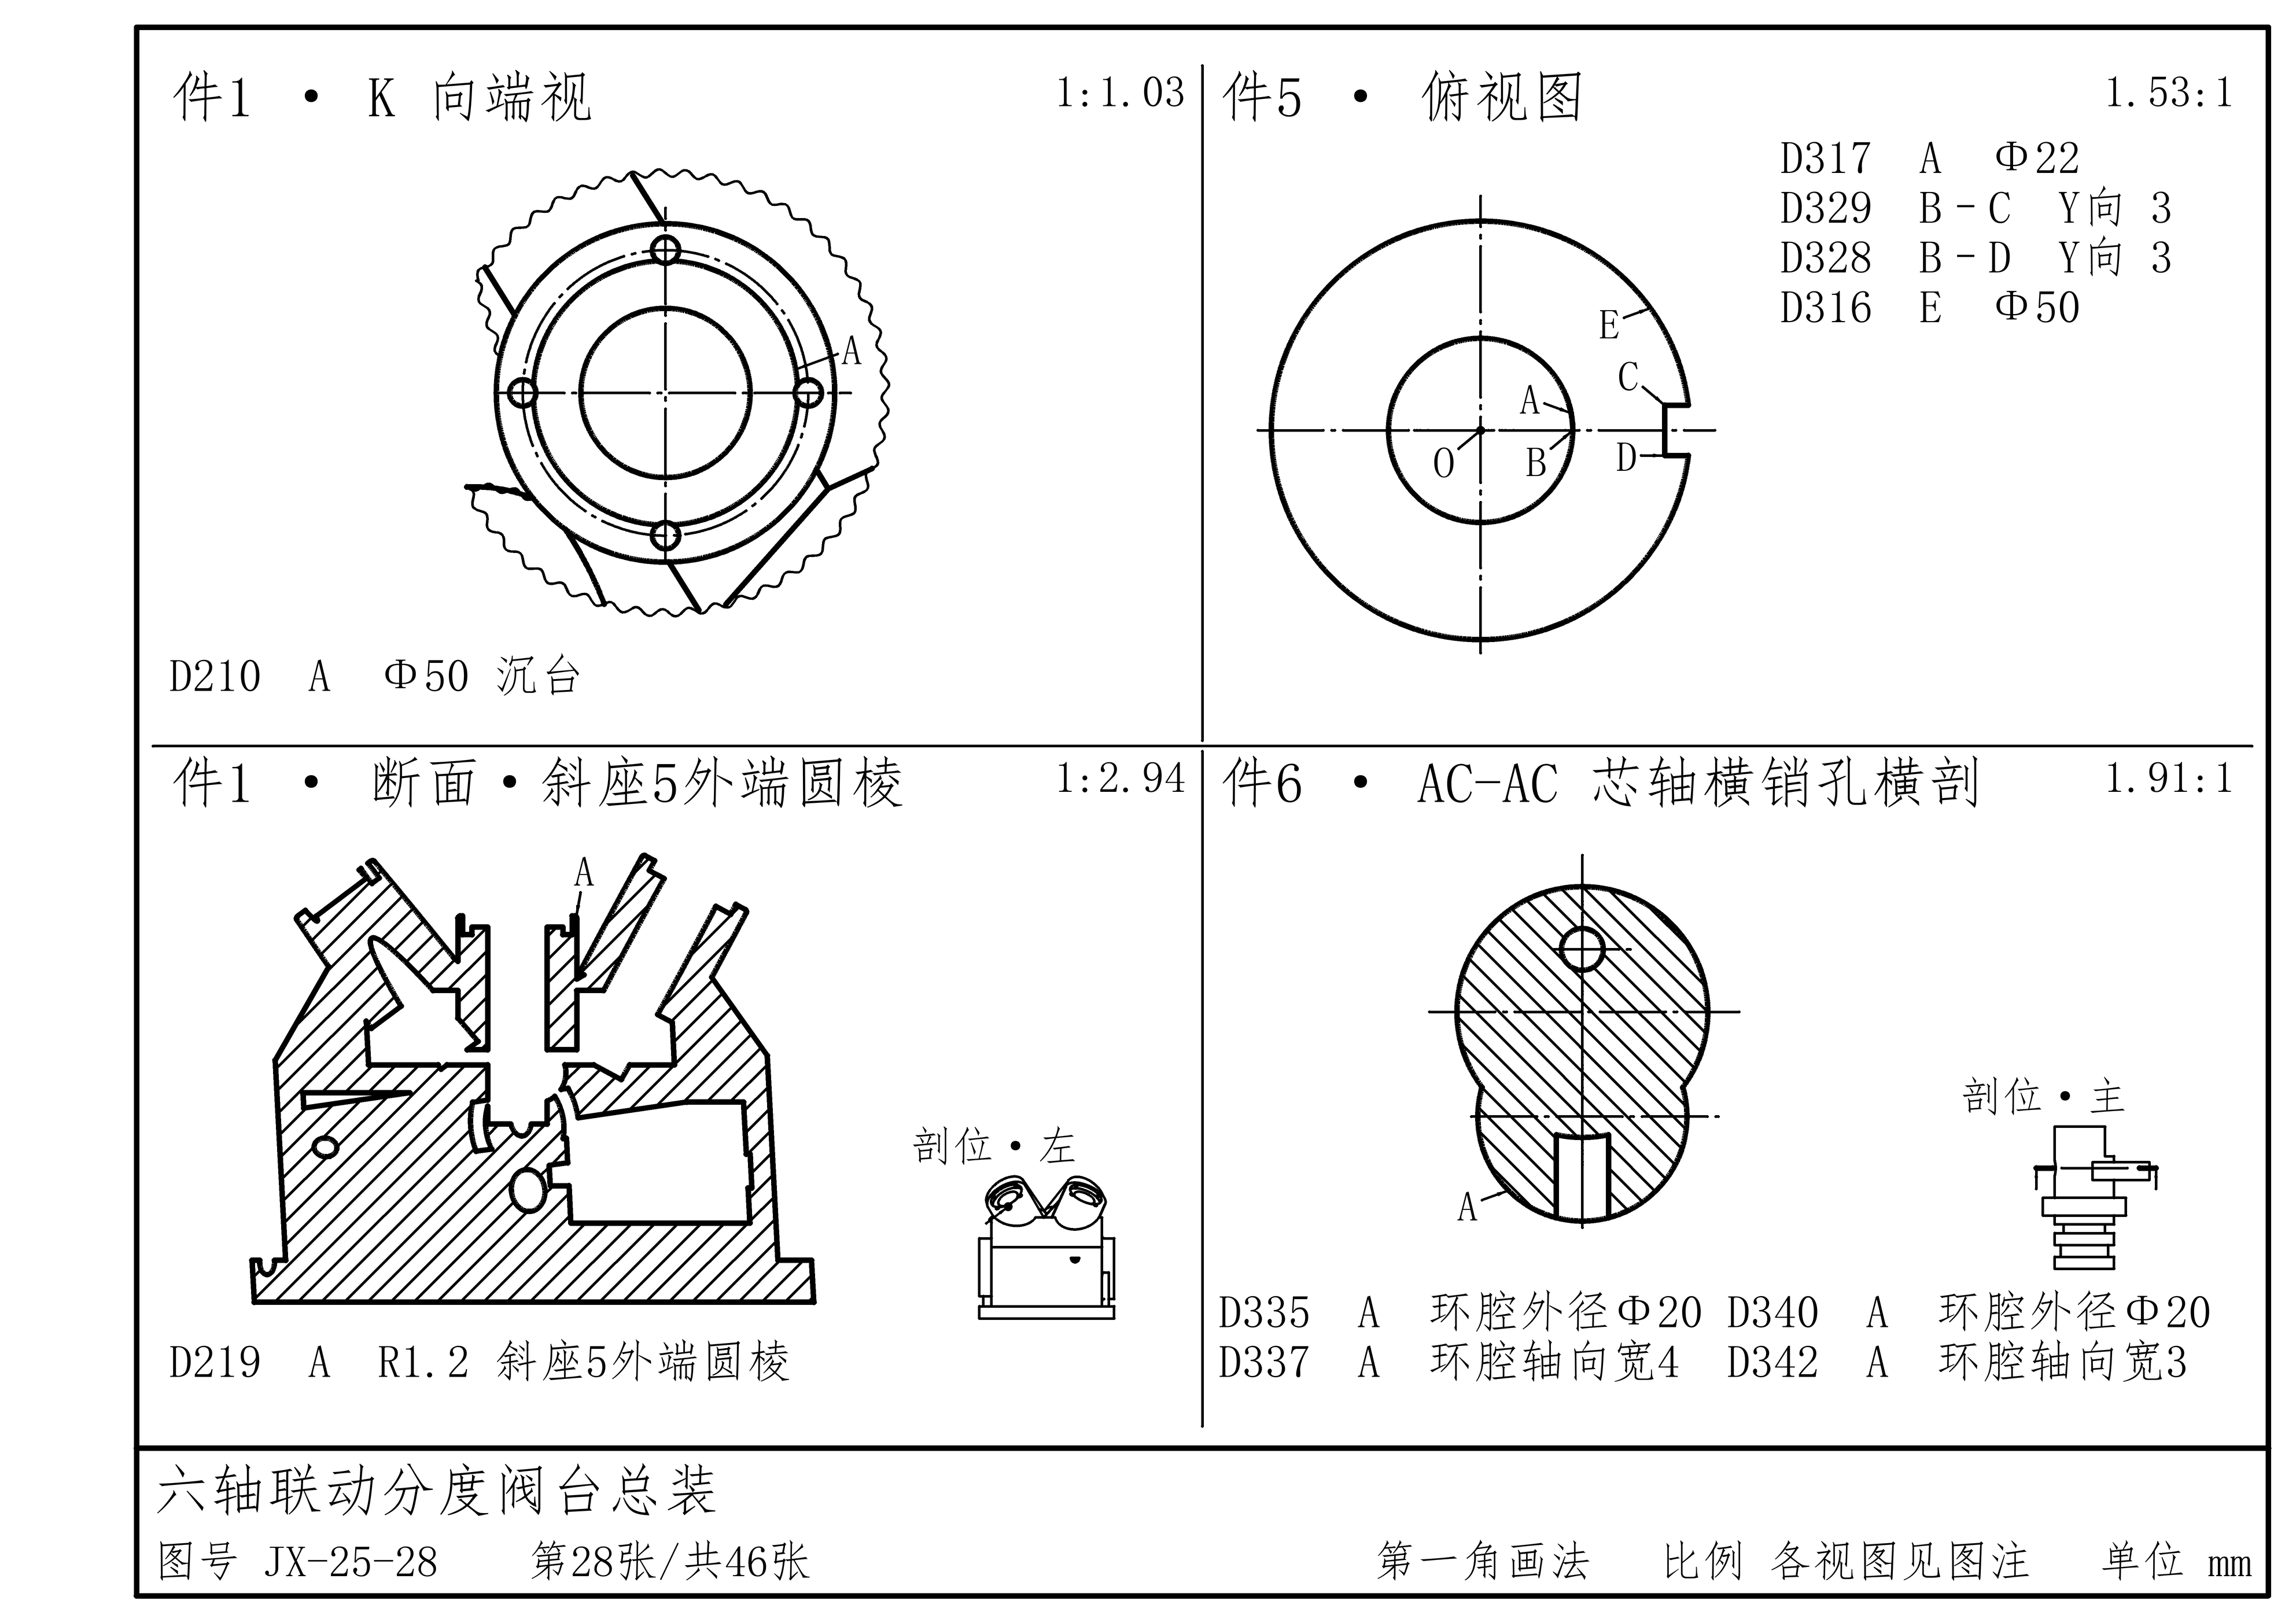 件1 · K 向端视 1:1.03
A
D210 A Φ50 沉台
件5 · 俯视图 1.53:1
D317 A Φ22
D329 B-C Y向 3
D328 B-D Y向 3
D316 E Φ50
E
C
A
O
B
D
件1 · 断面·斜座5外端圆棱 1:2.94
A
剖位·左
D219 A R1.2 斜座5外端圆棱
件6 · AC-AC 芯轴横销孔横剖 1.91:1
剖位·主
A
D335 A 环腔外径Φ20 D340 A 环腔外径Φ20
D337 A 环腔轴向宽4 D342 A 环腔轴向宽3
六轴联动分度阀台总装
图号 JX-25-28 第28张/共46张 第一角画法 比例 各视图见图注 单位 mm